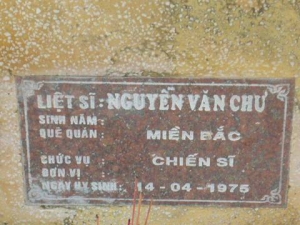 LIỆT SĨ: NGUYỄN VĂN CHƯ
SINH NĂM :
QUÊ QUÁN : MIỀN BẮC
CHỨC VỤ : CHIẾN SĨ
ĐƠN VỊ :
NGÀY HY SINH: 14-04-1975